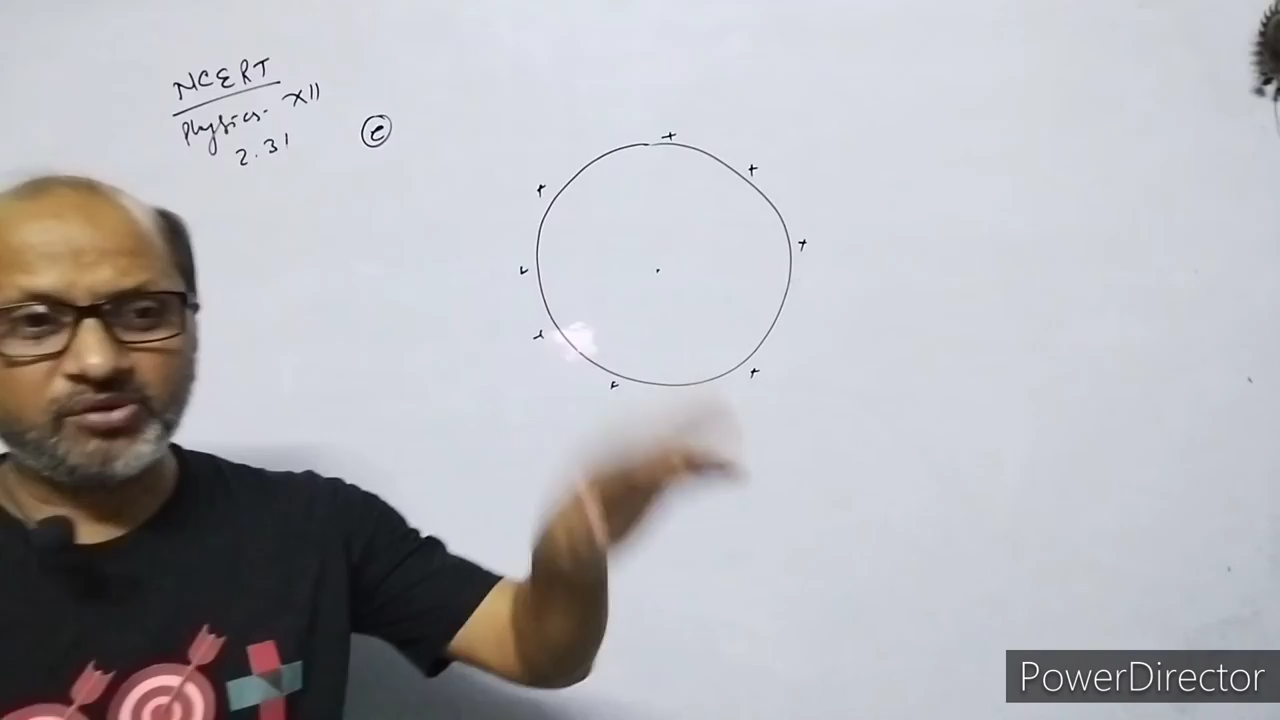 NCERT
Physics - XII
2.31
e
+
+
+
+
+
+
+
+
+
PowerDirector